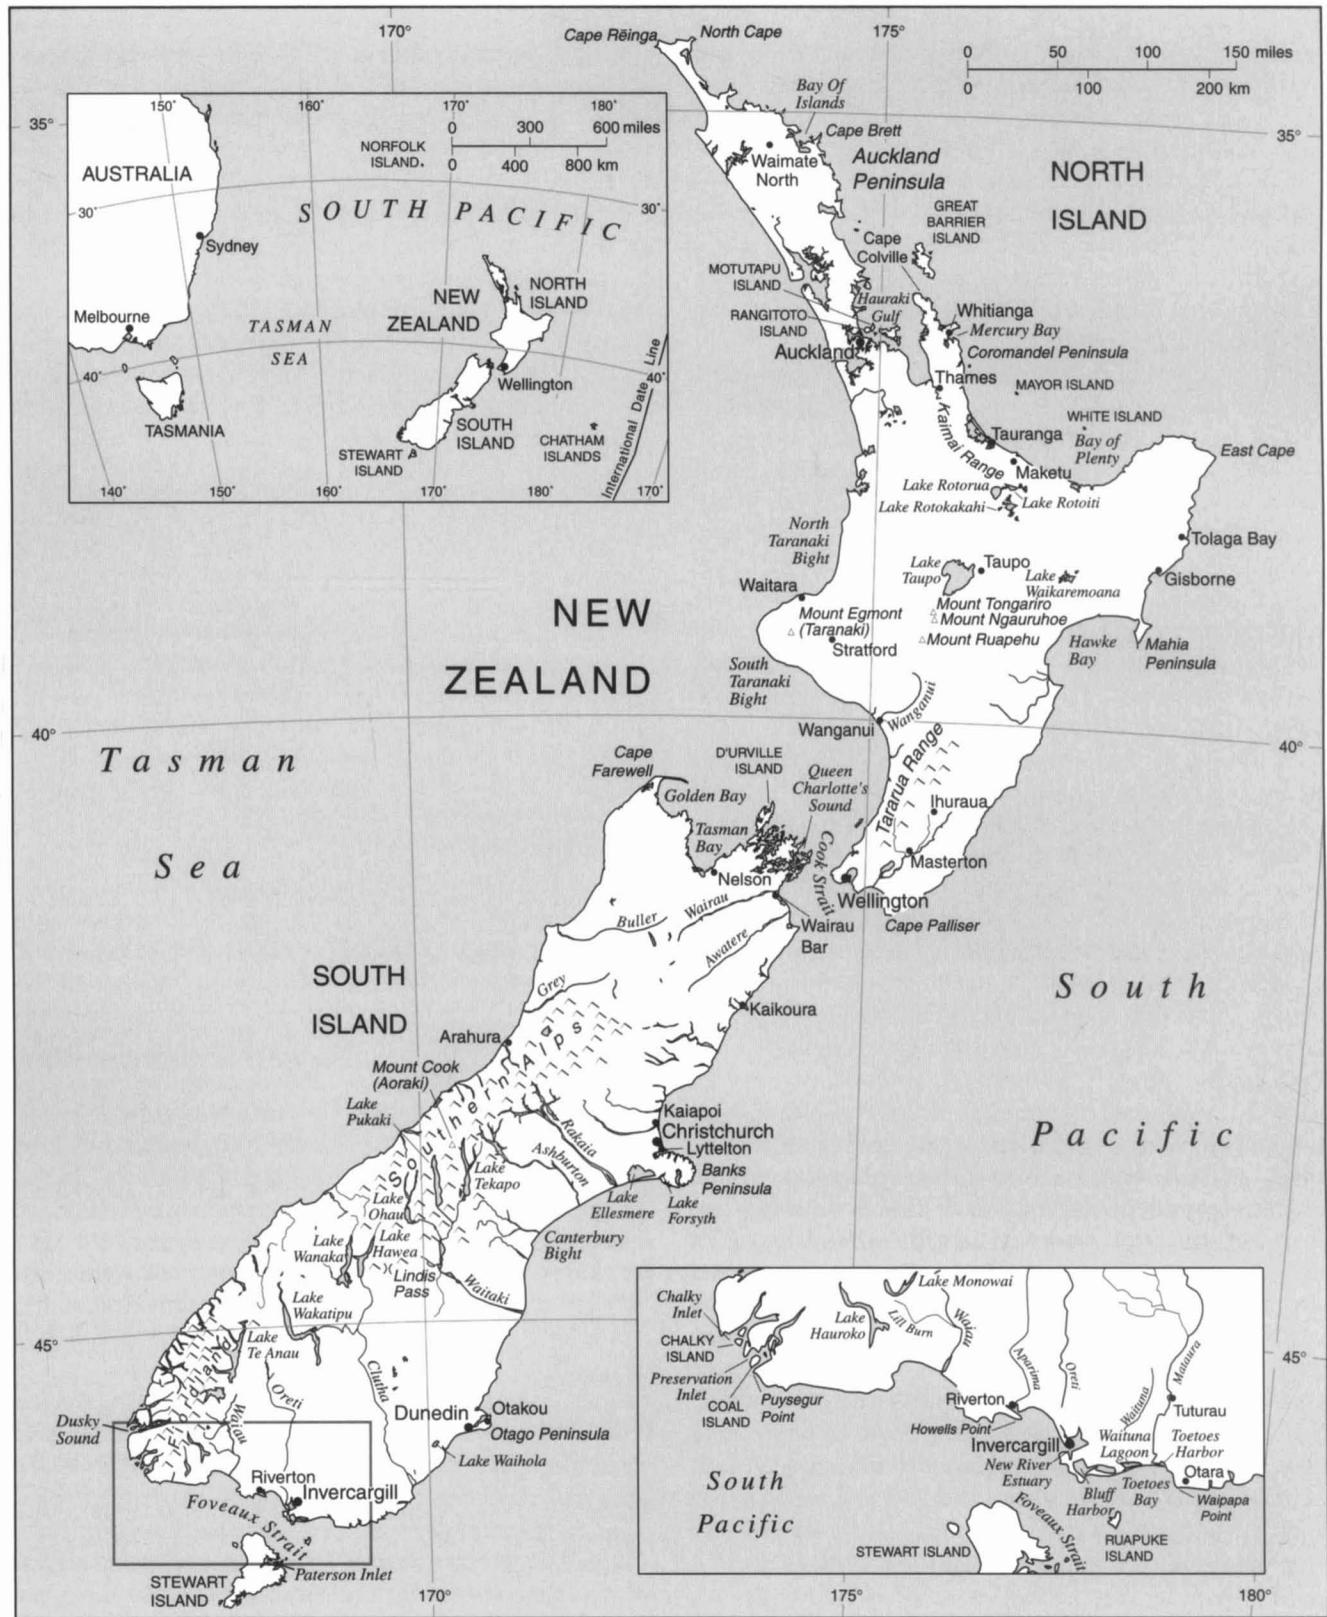 170°
175°
Cape Rēinga
North Cape
0 50 100 150 miles
0 100 200 km
35°
35°
Bay Of
Islands
Cape Brett
Waimate
North
Auckland
Peninsula
NORTH
ISLAND
GREAT
BARRIER
ISLAND
Cape
Colville
MOTUTAPU
ISLAND
Hauraki
Gulf
RANGITOTO
ISLAND
Auckland
Whitianga
Mercury Bay
Coromandel Peninsula
Thames
MAYOR ISLAND
Kaimai Range
WHITE ISLAND
Tauranga
Bay of
Plenty
East Cape
Maketu
Lake Rotorua
Lake Rotoiti
Lake Rotokakahi
North
Taranaki
Bight
Tolaga Bay
Lake
Taupo
Taupo
Lake
Waikaremoana
Gisborne
Waitara
Mount Egmont
(Taranaki)
Stratford
Mount Tongariro
Mount Ngauruhoe
Mount Ruapehu
Hawke
Bay
Mahia
Peninsula
South
Taranaki
Bight
Wanganui
Wanganui
Tararua Range
Ihuraua
Masterton
Wellington
Cape Palliser
Cook Strait
150° 160° 170° 180°
0 300 600 miles
0 400 800 km
NORFOLK
ISLAND
AUSTRALIA
30°
30°
SOUTH PACIFIC
Sydney
Melbourne
TASMAN
SEA
NEW
ZEALAND
NORTH
ISLAND
Wellington
40°
40°
TASMANIA
SOUTH
ISLAND
STEWART
ISLAND
CHATHAM
ISLANDS
International Date Line
140° 150° 160° 170° 180° 170°
NEW
ZEALAND
40°
40°
Tasman
Sea
Cape
Farewell
D'URVILLE
ISLAND
Queen
Charlotte's
Sound
Golden Bay
Tasman
Bay
Nelson
Buller
Wairau
Wairau
Bar
Awatere
SOUTH
ISLAND
Grey
Kaikoura
Arahura
Southern Alps
Mount Cook
(Aoraki)
Lake
Pukaki
Kaiapoi
Christchurch
Lyttelton
Rakaia
Ashburton
Banks
Peninsula
Lake
Tekapo
Lake
Ellesmere
Lake
Forsyth
Lake
Ohau
Canterbury
Bight
Lake
Wanaka
Lake
Hawea
Lindis
Pass
Waitaki
Lake
Wakatipu
45°
45°
Lake
Te Anau
Fiordland
Oreti
Clutha
Waiau
Dunedin
Otakou
Otago Peninsula
Lake Waihola
Dusky
Sound
Riverton
Invercargill
Foveaux Strait
Paterson Inlet
STEWART
ISLAND
South
Pacific
Chalky
Inlet
CHALKY
ISLAND
Preservation
Inlet
COAL
ISLAND
Puysegur
Point
Lake Monowai
Lake
Hauroko
Lill Burn
Waiau
Aparima
Oreti
Mataura
Riverton
Howells Point
Invercargill
New River
Estuary
Waituna
Waituna
Lagoon
Tuturau
Toetoes
Harbor
Otara
Bluff
Harbor
Toetoes
Bay
Waipapa
Point
South
Pacific
Foveaux Strait
STEWART ISLAND
RUAPUKE
ISLAND
170°
175°
180°